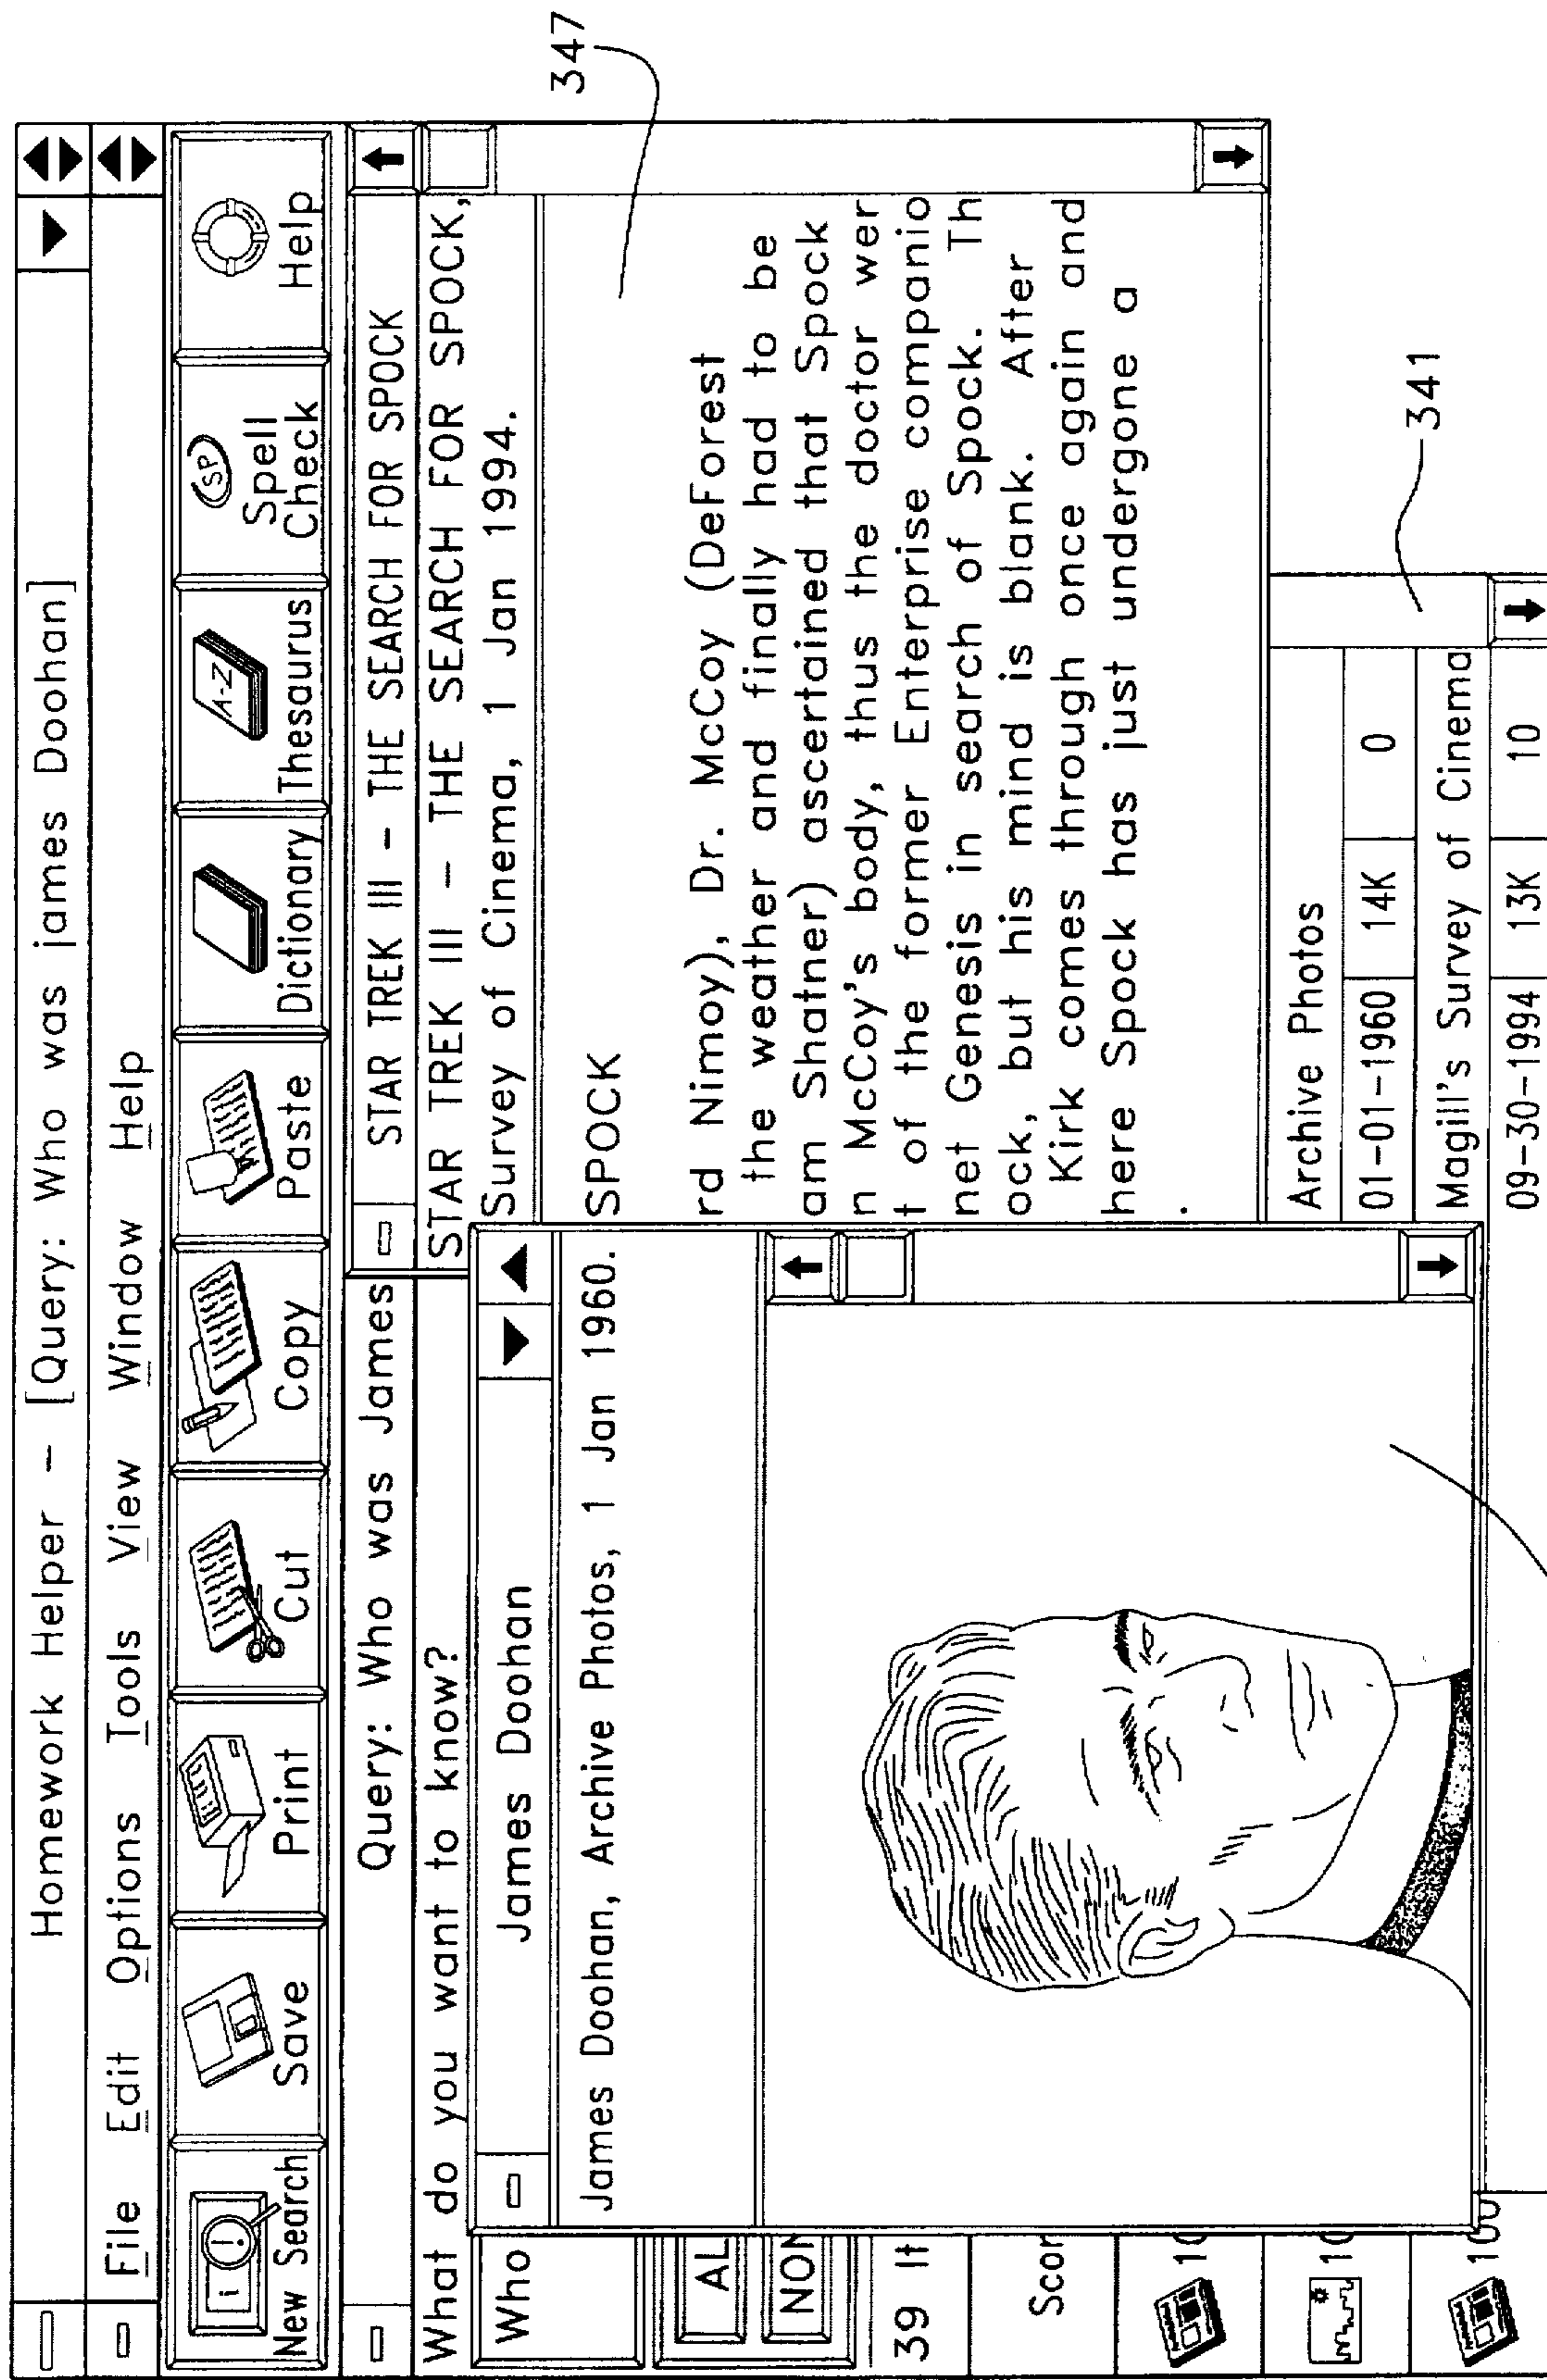 Homework Helper – [Query: Who was james Doohan]
File Edit Options Tools View Window Help
New Search Save Print Cut Copy Paste Dictionary Thesaurus Spell Check Help
A-Z
SP
Query: Who was James
STAR TREK III – THE SEARCH FOR SPOCK
What do you want to know?
STAR TREK III – THE SEARCH FOR SPOCK,
Survey of Cinema, 1 Jan 1994.
Who
James Doohan
James Doohan, Archive Photos, 1 Jan 1960.
SPOCK
rd Nimoy), Dr. McCoy (DeForest
the weather and finally had to be
am Shatner) ascertained that Spock
n McCoy's body, thus the doctor wer
t of the former Enterprise companio
net Genesis in search of Spock. Th
ock, but his mind is blank. After
Kirk comes through once again and
here Spock has just undergone a
.
AL
NON
39 It
Scor
10
10
100
Archive Photos
01-01-1960 14K 0
Magill's Survey of Cinema
09-30-1994 13K 10
347
341